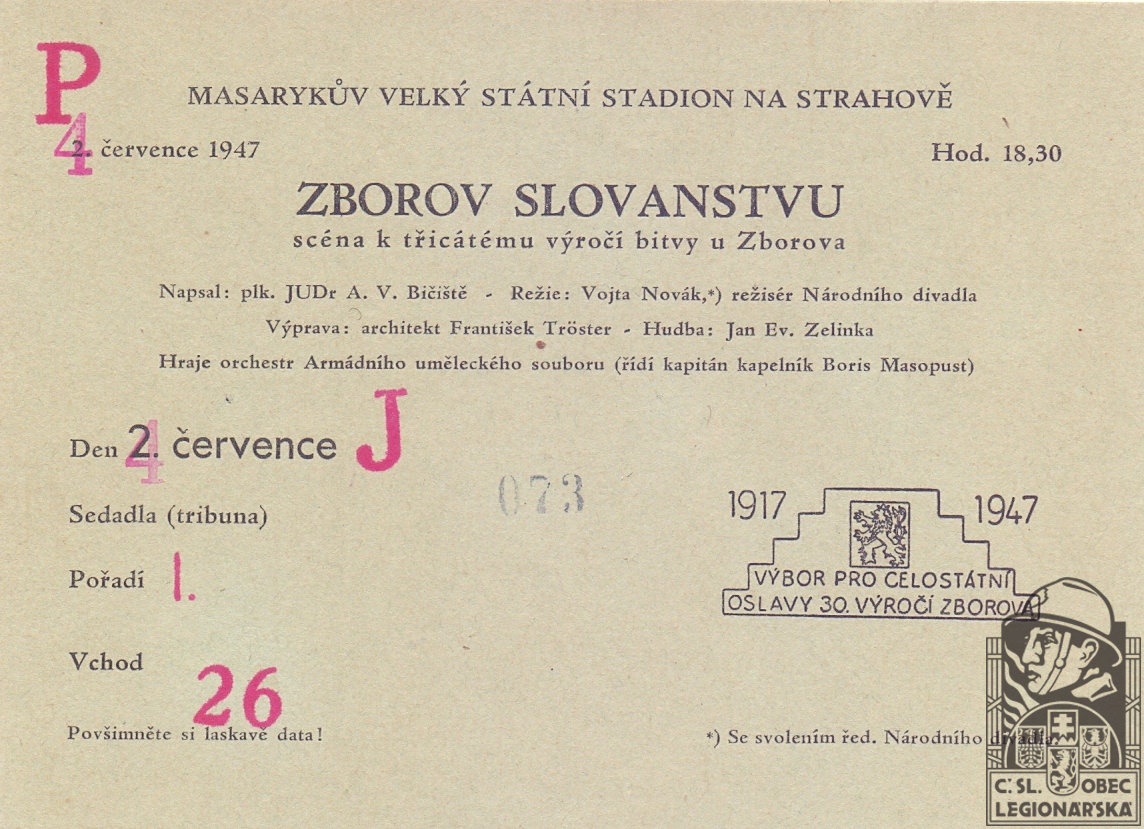 P
MASARYKŮV VELKÝ STÁTNÍ STADION NA STRAHOVĚ
4
2. července 1947 Hod. 18,30
ZBOROV SLOVANSTVU
scéna k třicátému výročí bitvy u Zborova
Napsal: plk. JUDr A. V. Bičiště - Režie: Vojta Novák,*) režisér Národního divadla
Výprava: architekt František Tröster - Hudba: Jan Ev. Zelinka
Hraje orchestr Armádního uměleckého souboru (řídí kapitán kapelník Boris Masopust)
Den 2. července J
4
073
Sedadla (tribuna)
1917 1947
Pořadí I.
VÝBOR PRO CELOSTÁTNÍ
OSLAVY 30. VÝROČÍ ZBOROVA
Vchod 26
Povšimněte si laskavě data!
*) Se svolením řed. Národního divadla
Č.SL. OBEC
LEGIONÁŘSKÁ